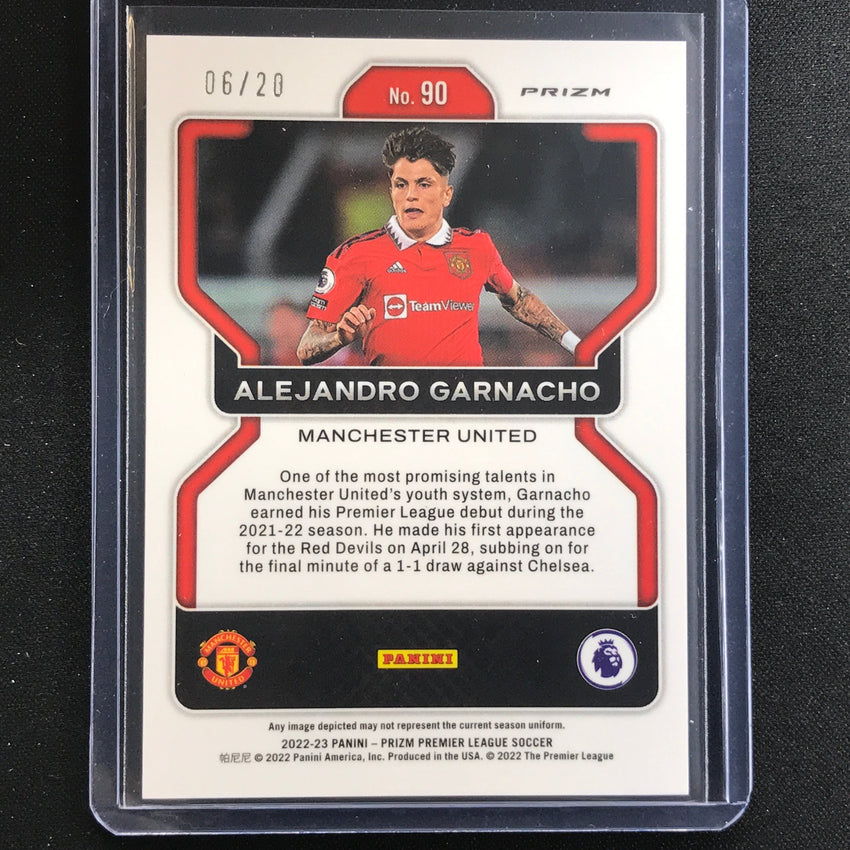 06/20
No. 90
PRIZM
adidas
TeamViewer
ALEJANDRO GARNACHO
MANCHESTER UNITED
One of the most promising talents in
Manchester United's youth system, Garnacho
earned his Premier League debut during the
2021-22 season. He made his first appearance
for the Red Devils on April 28, subbing on for
the final minute of a 1-1 draw against Chelsea.
MANCHESTER
UNITED
PANINI
Any image depicted may not represent the current season uniform.
2022-23 PANINI – PRIZM PREMIER LEAGUE SOCCER
帕尼尼 © 2022 Panini America, Inc. Produced in the USA. © 2022 The Premier League